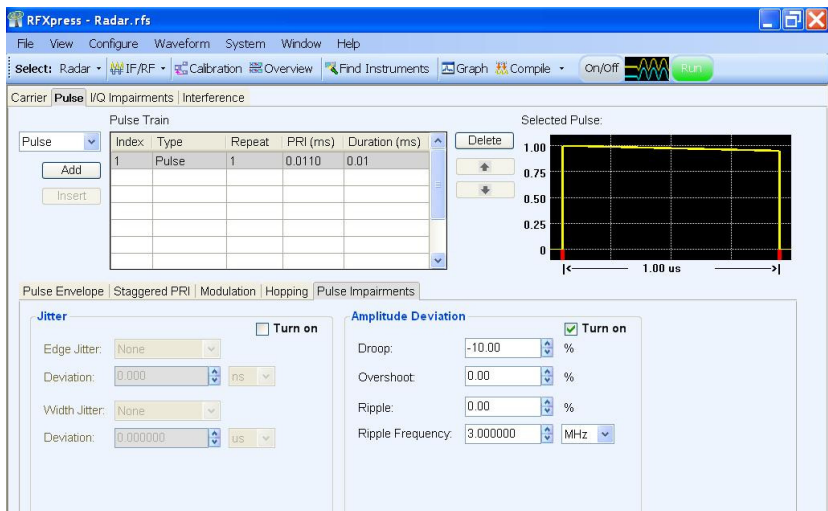 RFXpress - Radar.rfs
File View Configure Waveform System Window Help
Select: Radar IF/RF Calibration Overview Find Instruments Graph Compile On/Off Run
Carrier Pulse I/Q Impairments Interference
Pulse Train
Selected Pulse:
Pulse
Add
Insert
Index Type Repeat PRI (ms) Duration (ms)
1 Pulse 1 0.0110 0.01
Delete
1.00
0.75
0.50
0.25
0
1.00 us
Pulse Envelope Staggered PRI Modulation Hopping Pulse Impairments
Jitter
Turn on
Edge Jitter: None
Deviation: 0.000 ns
Width Jitter: None
Deviation: 0.000000 us
Amplitude Deviation
Turn on
Droop: -10.00 %
Overshoot: 0.00 %
Ripple: 0.00 %
Ripple Frequency: 3.000000 MHz